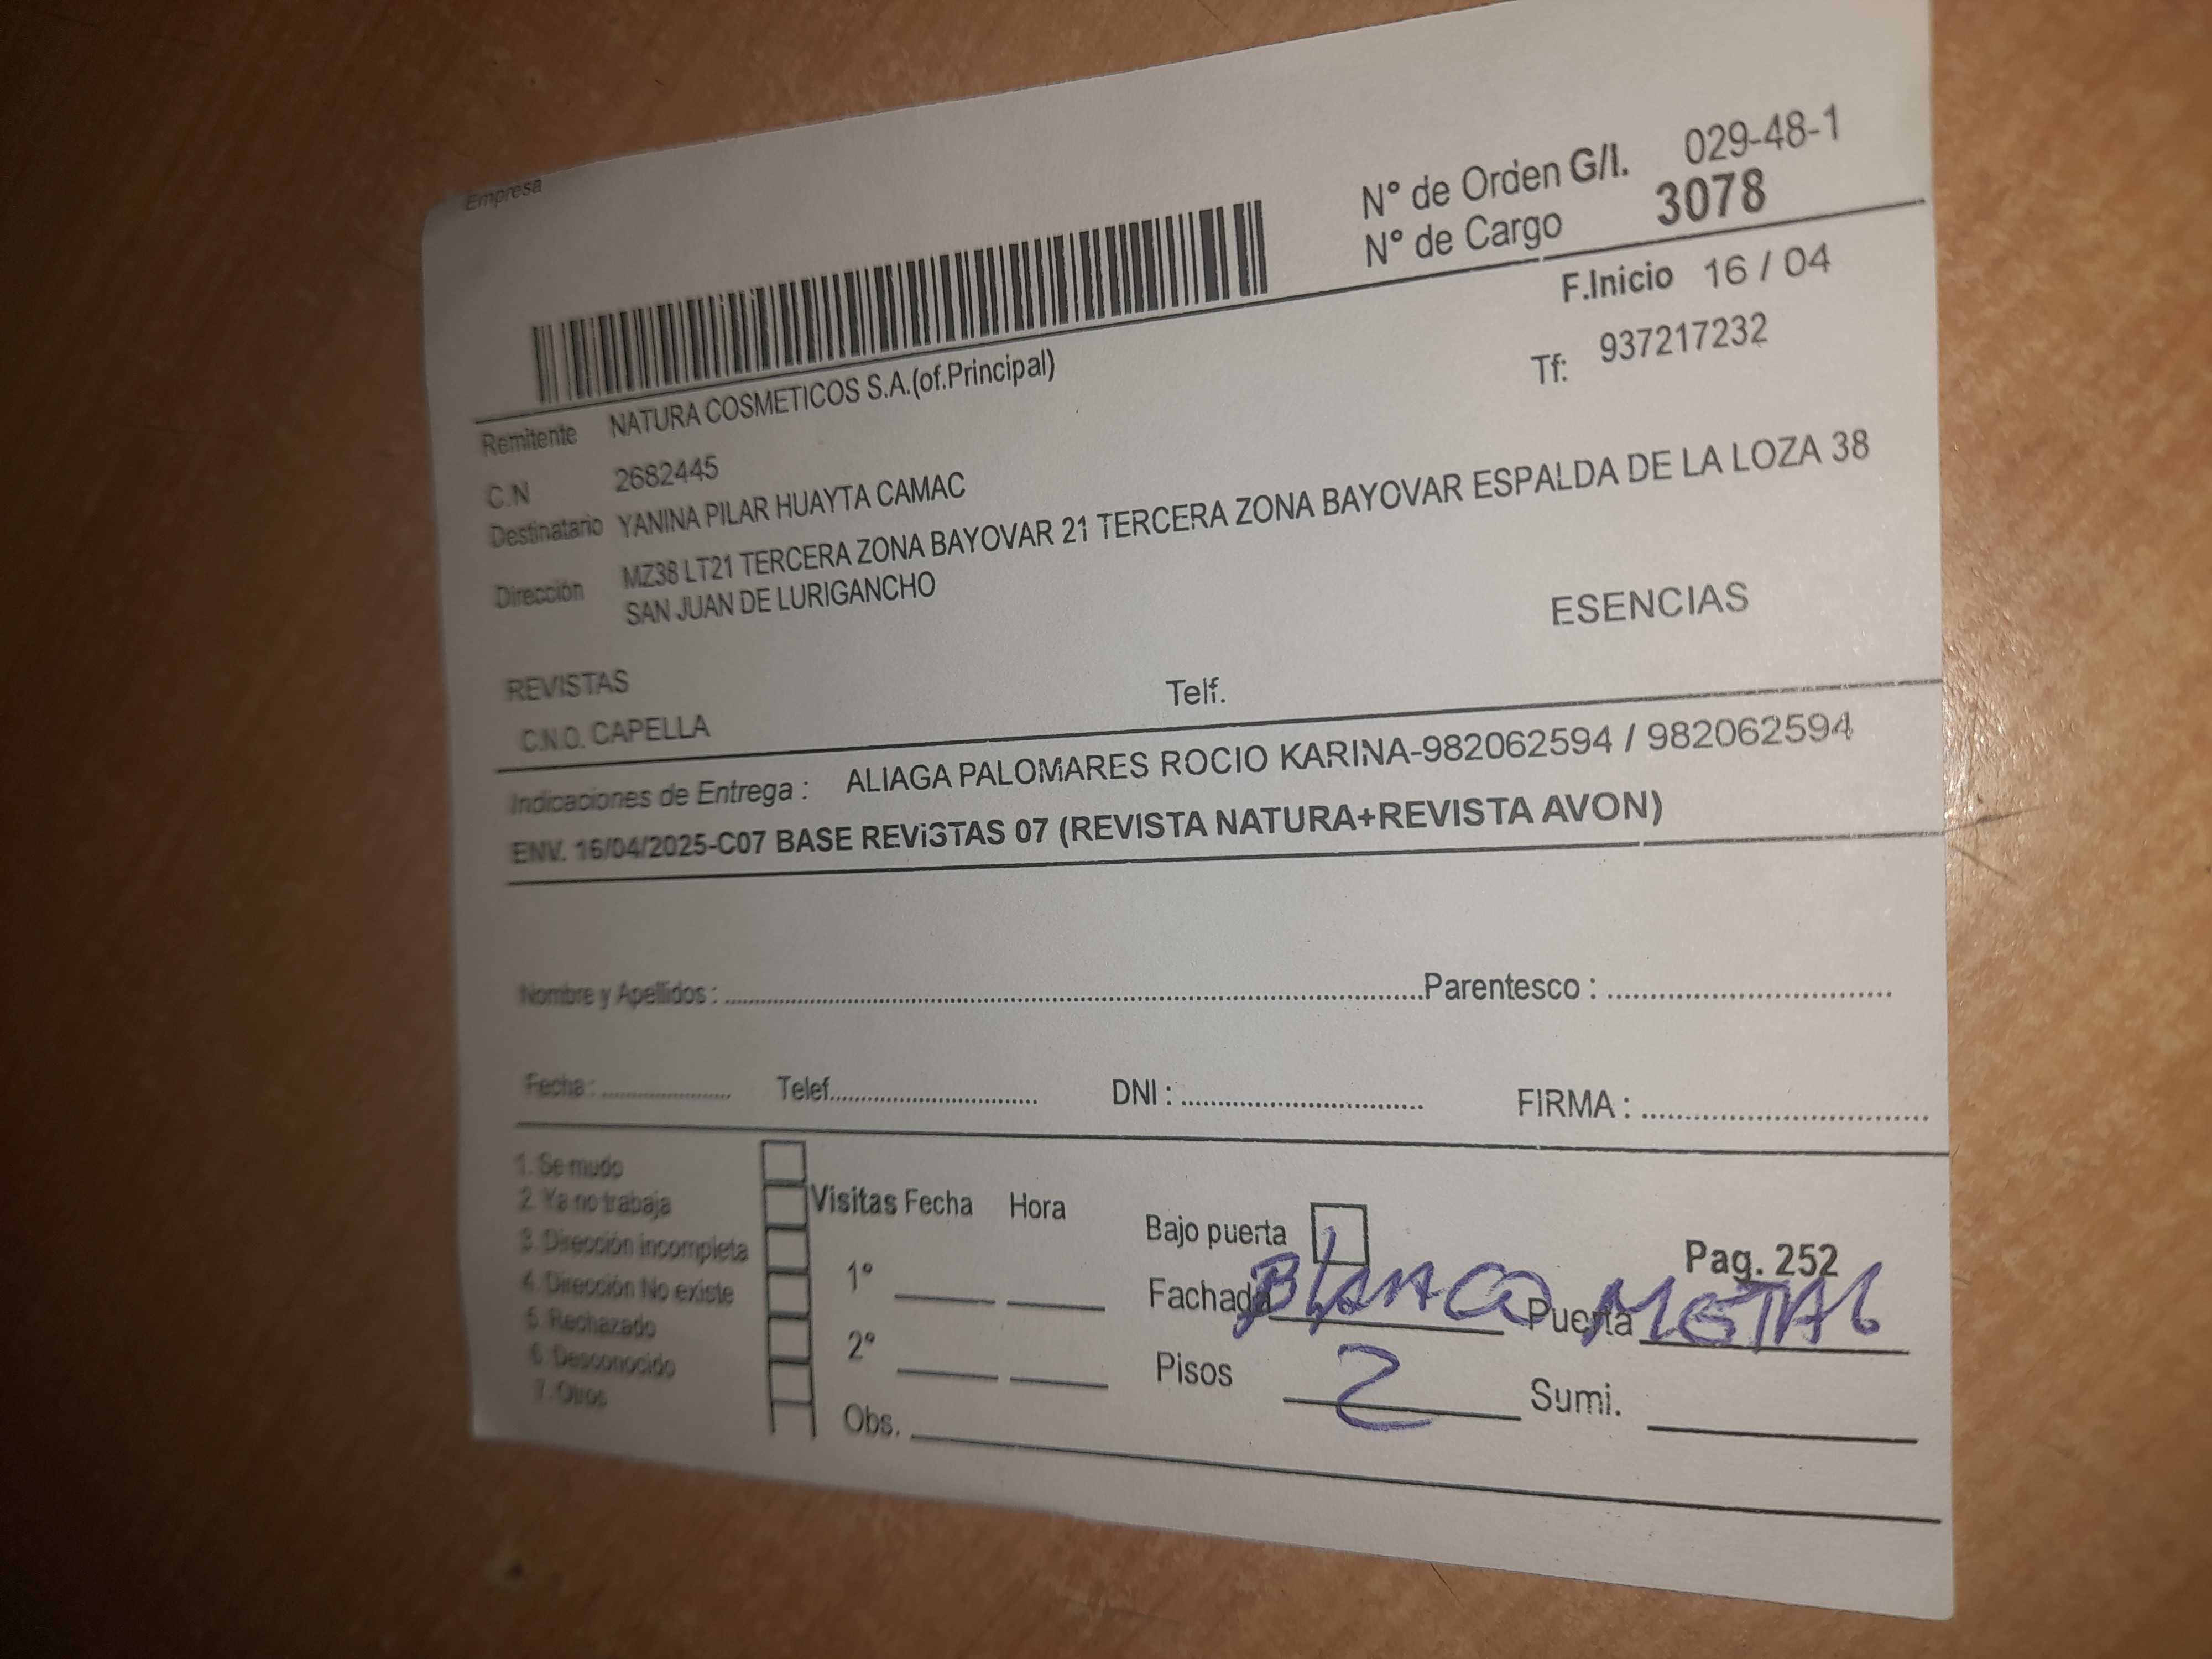 Empresa
N° de Orden G/I. 029-48-1
N° de Cargo 3078
F.Inicio 16 / 04
Remitente NATURA COSMETICOS S.A.(of.Principal)
Tf: 937217232
C.N 2682445
Destinatario YANINA PILAR HUAYTA CAMAC
Dirección MZ38 LT21 TERCERA ZONA BAYOVAR 21 TERCERA ZONA BAYOVAR ESPALDA DE LA LOZA 38
SAN JUAN DE LURIGANCHO
ESENCIAS
REVISTAS
C.N.O. CAPELLA Telf.
Indicaciones de Entrega : ALIAGA PALOMARES ROCIO KARINA-982062594 / 982062594
ENV. 16/04/2025-C07 BASE REVISTAS 07 (REVISTA NATURA+REVISTA AVON)
Nombre y Apellidos : Parentesco :
Fecha : Telef. DNI : FIRMA :
1. Se mudo
2. Ya no trabaja
3. Dirección incompleta
4. Dirección No existe
5. Rechazado
6. Desconocido
7. Otros
Visitas Fecha Hora
1°
2°
Obs.
Bajo puerta
Pag. 252
Fachada BLANCO Puerta METAL
Pisos 2 Sumi.